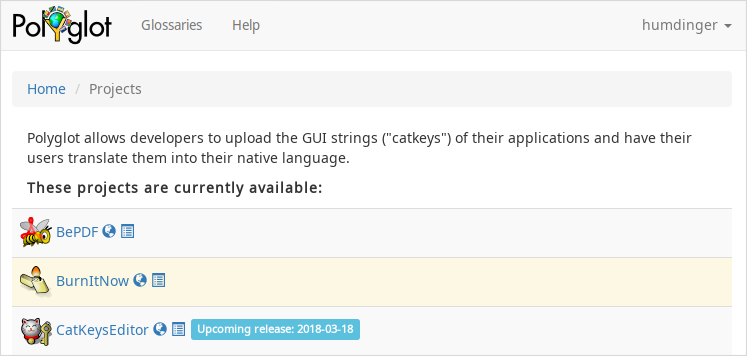 Polyglot Glossaries Help humdinger
Home / Projects
Polyglot allows developers to upload the GUI strings ("catkeys") of their applications and have their
users translate them into their native language.
These projects are currently available:
BePDF
BurnItNow
CatKeysEditor Upcoming release: 2018-03-18